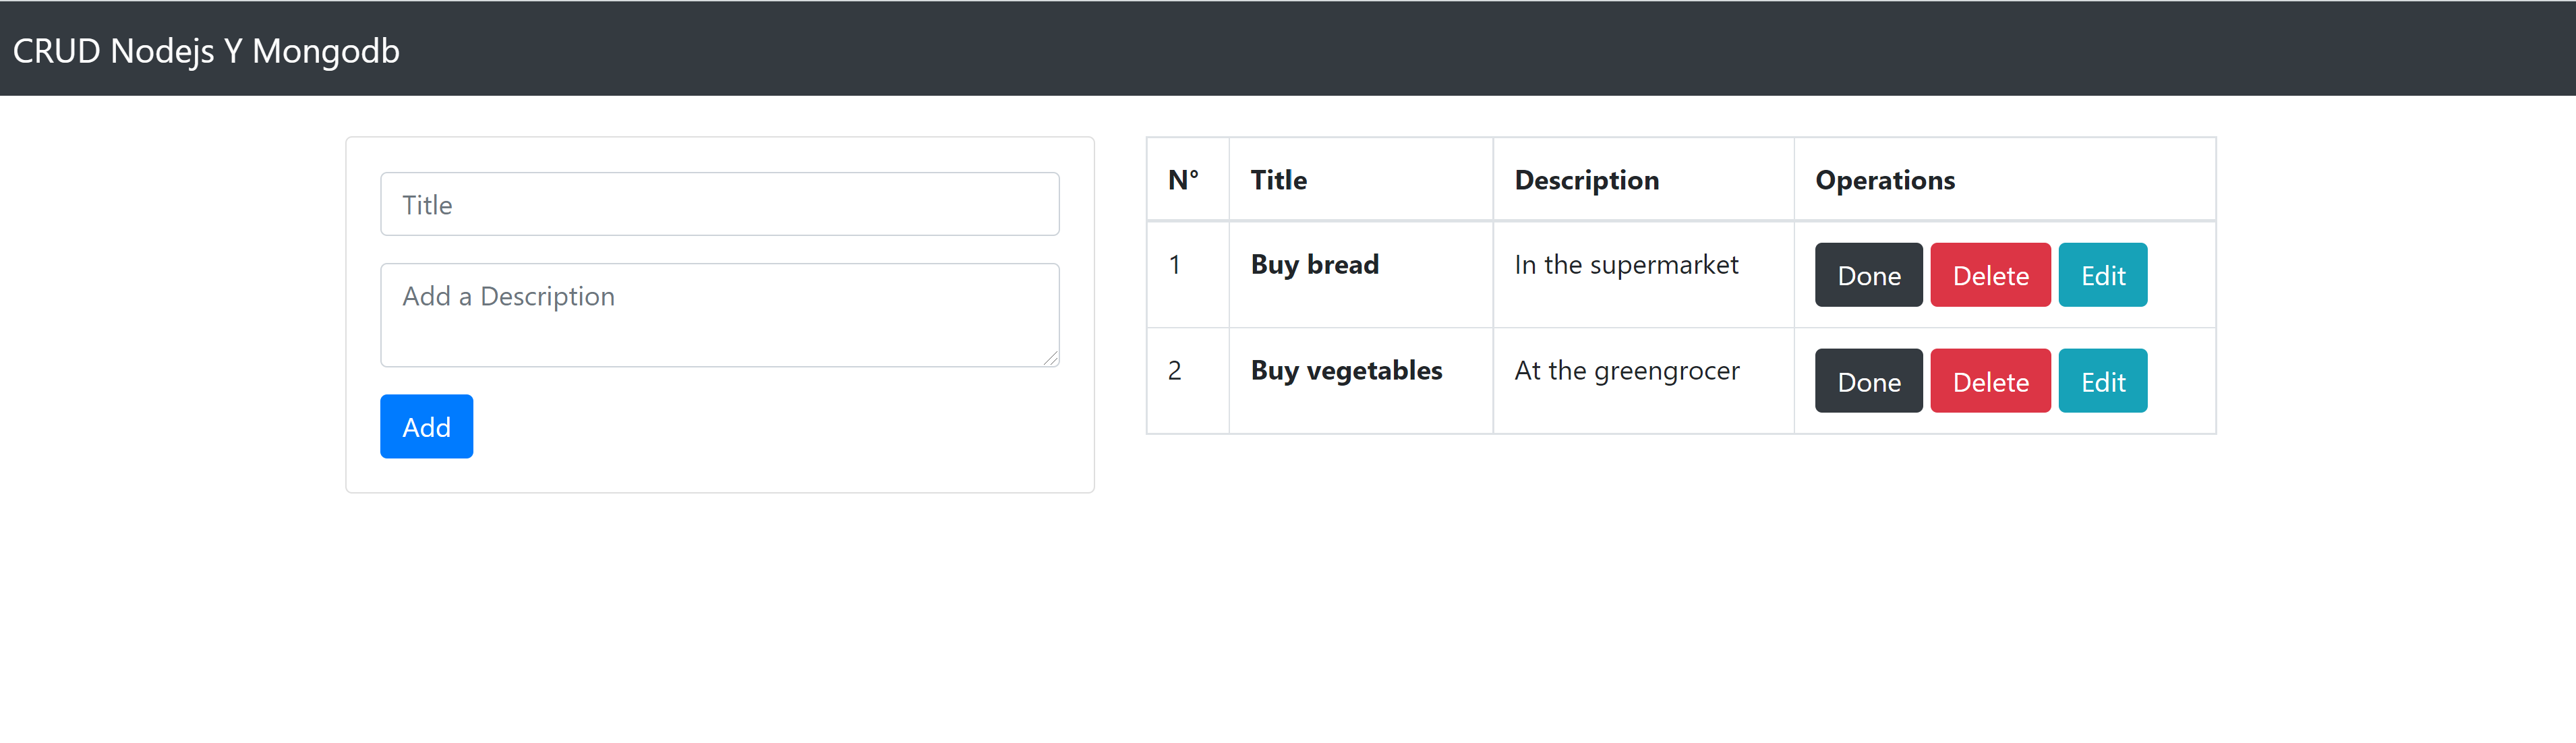 CRUD Nodejs Y Mongodb
Title
Add a Description
Add
N° Title Description Operations
1 Buy bread In the supermarket Done Delete Edit
2 Buy vegetables At the greengrocer Done Delete Edit